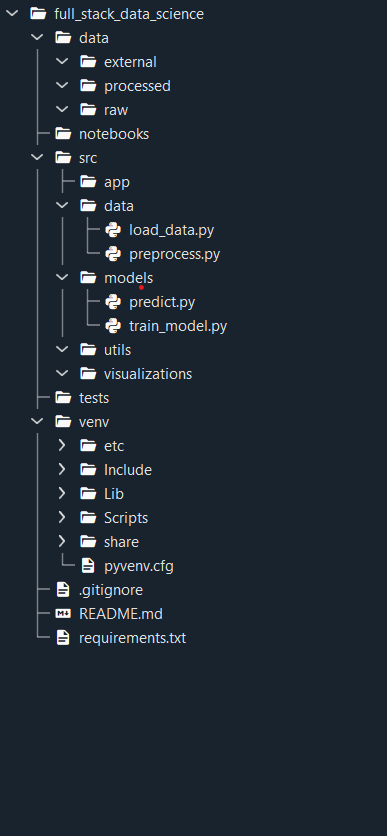 full_stack_data_science
data
external
processed
raw
notebooks
src
app
data
load_data.py
preprocess.py
models
predict.py
train_model.py
utils
visualizations
tests
venv
etc
Include
Lib
Scripts
share
pyvenv.cfg
.gitignore
README.md
requirements.txt